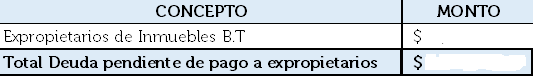 CONCEPTO MONTO
Expropietarios de Inmuebles B.T. $
Total Deuda pendiente de pago a expropietarios $